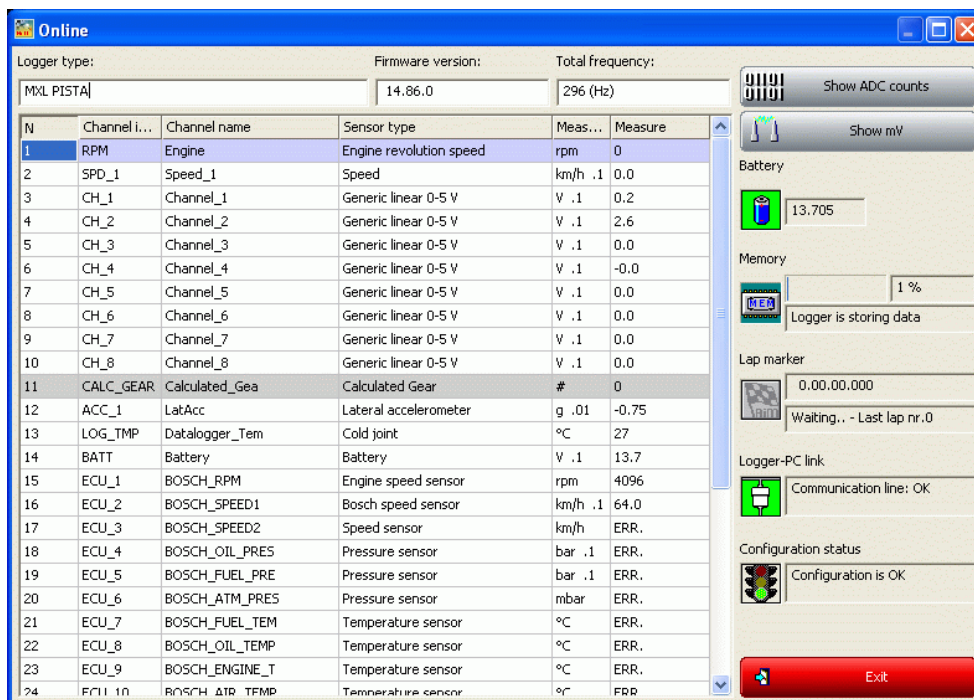 Online
Logger type: Firmware version: Total frequency:
MXL PISTA 14.86.0 296 (Hz)
N Channel i... Channel name Sensor type Meas... Measure
1 RPM Engine Engine revolution speed rpm 0
2 SPD_1 Speed_1 Speed km/h .1 0.0
3 CH_1 Channel_1 Generic linear 0-5 V V .1 0.2
4 CH_2 Channel_2 Generic linear 0-5 V V .1 2.6
5 CH_3 Channel_3 Generic linear 0-5 V V .1 0.0
6 CH_4 Channel_4 Generic linear 0-5 V V .1 -0.0
7 CH_5 Channel_5 Generic linear 0-5 V V .1 0.0
8 CH_6 Channel_6 Generic linear 0-5 V V .1 0.0
9 CH_7 Channel_7 Generic linear 0-5 V V .1 0.0
10 CH_8 Channel_8 Generic linear 0-5 V V .1 0.0
11 CALC_GEAR Calculated_Gea Calculated Gear # 0
12 ACC_1 LatAcc Lateral accelerometer g .01 -0.75
13 LOG_TMP Datalogger_Tem Cold joint °C 27
14 BATT Battery Battery V .1 13.7
15 ECU_1 BOSCH_RPM Engine speed sensor rpm 4096
16 ECU_2 BOSCH_SPEED1 Bosch speed sensor km/h .1 64.0
17 ECU_3 BOSCH_SPEED2 Speed sensor km/h ERR.
18 ECU_4 BOSCH_OIL_PRES Pressure sensor bar .1 ERR.
19 ECU_5 BOSCH_FUEL_PRE Pressure sensor bar .1 ERR.
20 ECU_6 BOSCH_ATM_PRES Pressure sensor mbar ERR.
21 ECU_7 BOSCH_FUEL_TEM Temperature sensor °C ERR.
22 ECU_8 BOSCH_OIL_TEMP Temperature sensor °C ERR.
23 ECU_9 BOSCH_ENGINE_T Temperature sensor °C ERR.
24 ECU_10 BOSCH_AIR_TEMP Temperature sensor °C ERR.
Show ADC counts
Show mV
Battery
13.705
Memory
MEM
1 %
Logger is storing data
Lap marker
0.00.00.000
AiM
Waiting.. - Last lap nr.0
Logger-PC link
Communication line: OK
Configuration status
Configuration is OK
Exit